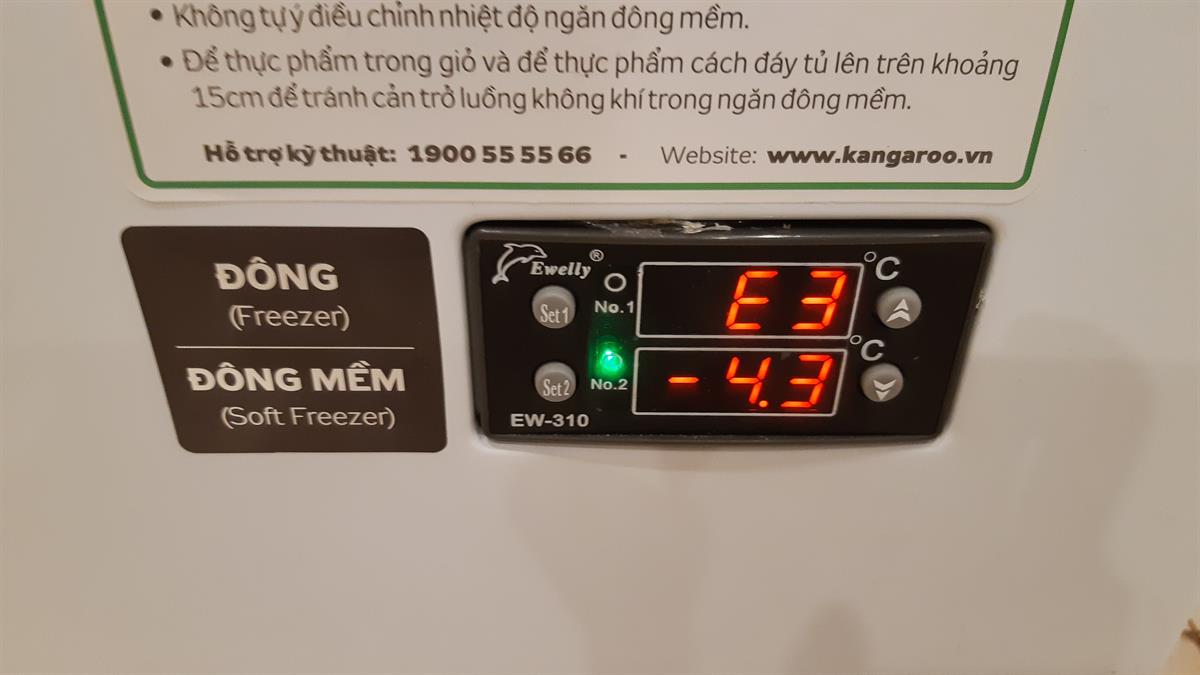 • Không tự ý điều chỉnh nhiệt độ ngăn đông mềm.
• Để thực phẩm trong giỏ và để thực phẩm cách đáy tủ lên trên khoảng
15cm để tránh cản trở luồng không khí trong ngăn đông mềm.
Hỗ trợ kỹ thuật: 1900 55 55 66 - Website: www.kangaroo.vn
ĐÔNG
(Freezer)
ĐÔNG MỀM
(Soft Freezer)
Ewelly®
Set1 No.1 E3 °C
Set2 No.2 -4.3 °C
EW-310